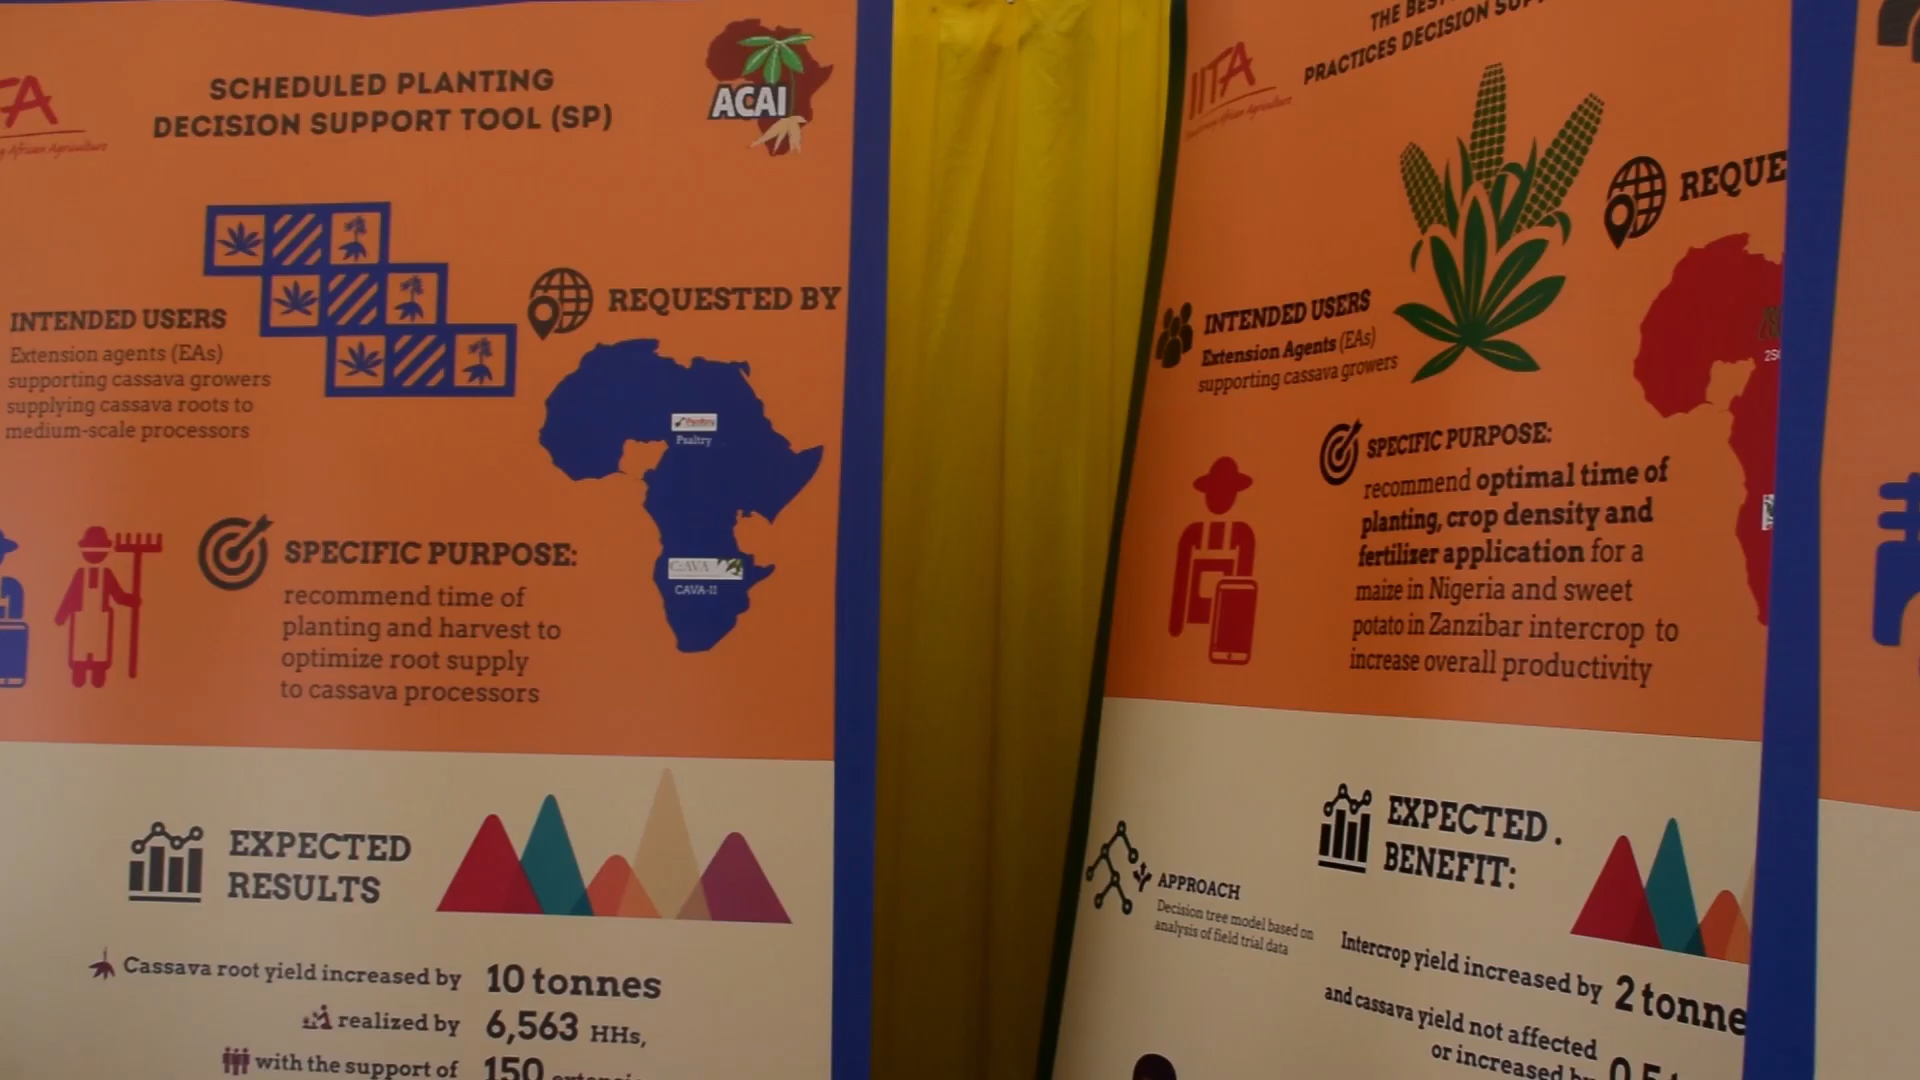 SCHEDULED PLANTING
DECISION SUPPORT TOOL (SP)
ACAI
INTENDED USERS
Extension agents (EAs)
supporting cassava growers
supplying cassava roots to
medium-scale processors
REQUESTED BY
Psaltry
Psaltry
CAVA
CAVA-II
SPECIFIC PURPOSE:
recommend time of
planting and harvest to
optimize root supply
to cassava processors
EXPECTED
RESULTS
Cassava root yield increased by 10 tonnes
realized by 6,563 HHs,
with the support of 150
THE
PRACTICES DECISION
IITA
INTENDED USERS
Extension Agents (EAs)
supporting cassava growers
SPECIFIC PURPOSE:
recommend optimal time of
planting, crop density and
fertilizer application for a
maize in Nigeria and sweet
potato in Zanzibar intercrop to
increase overall productivity
APPROACH
Decision tree model based on
analysis of field trial data
EXPECTED .
BENEFIT:
Intercrop yield increased by 2 tonne
and cassava yield not affected
or increased by